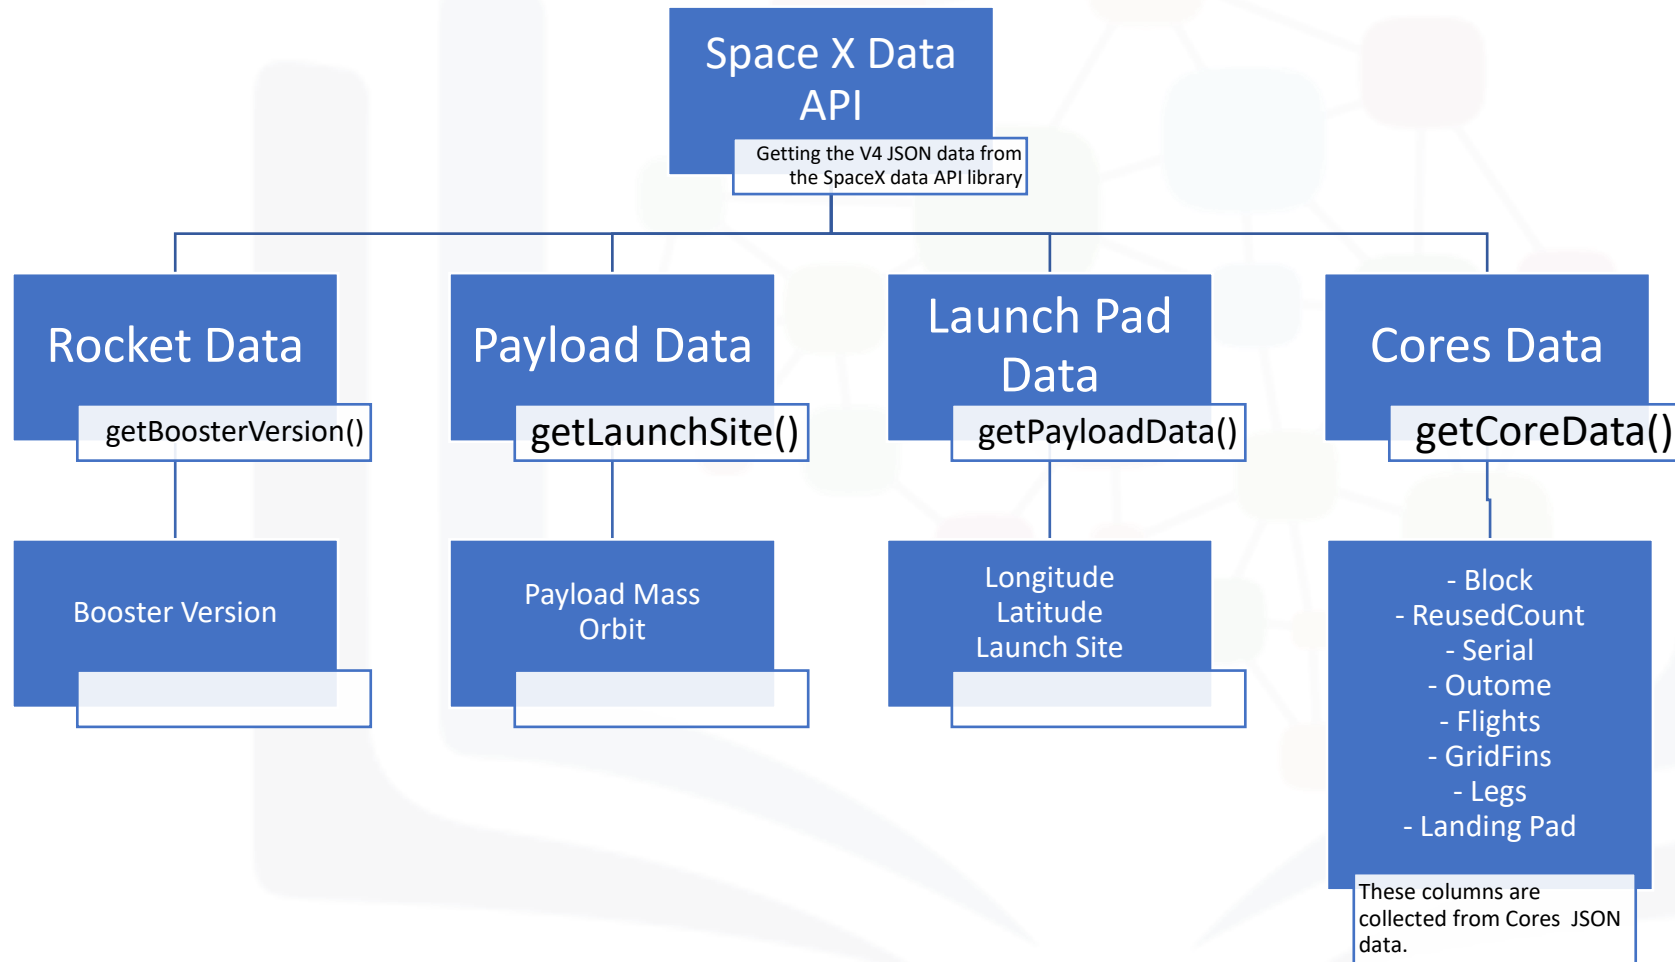 Space X Data
API
Getting the V4 JSON data from
the SpaceX data API library
Rocket Data
getBoosterVersion()
Payload Data
getLaunchSite()
Launch Pad
Data
getPayloadData()
Cores Data
getCoreData()
Booster Version
Payload Mass
Orbit
Longitude
Latitude
Launch Site
- Block
- ReusedCount
- Serial
- Outome
- Flights
- GridFins
- Legs
- Landing Pad
These columns are
collected from Cores JSON
data.